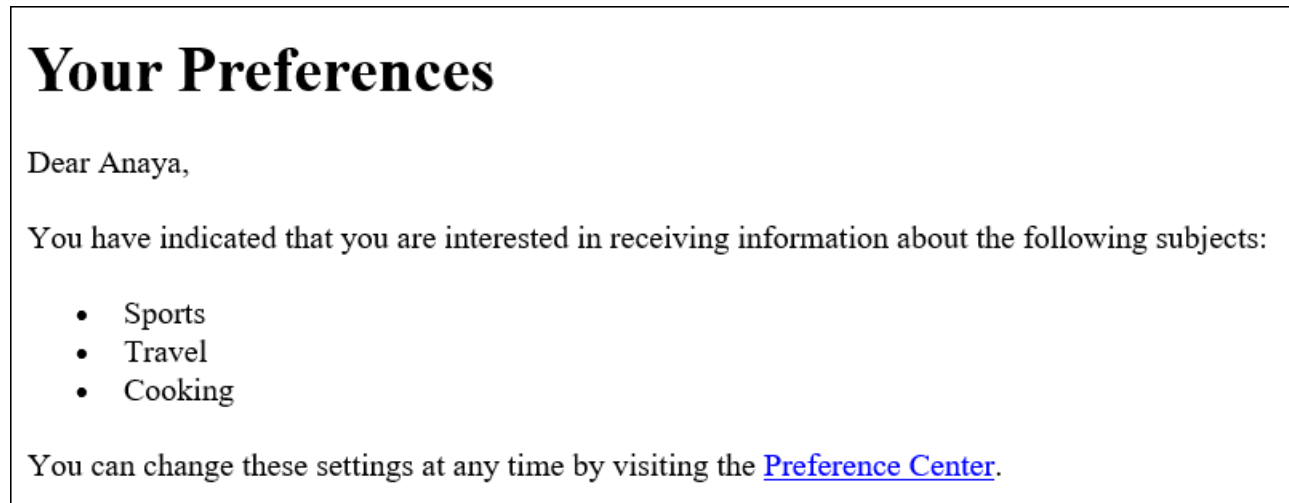 Your Preferences
Dear Anaya,
You have indicated that you are interested in receiving information about the following subjects:
• Sports
• Travel
• Cooking
You can change these settings at any time by visiting the Preference Center.